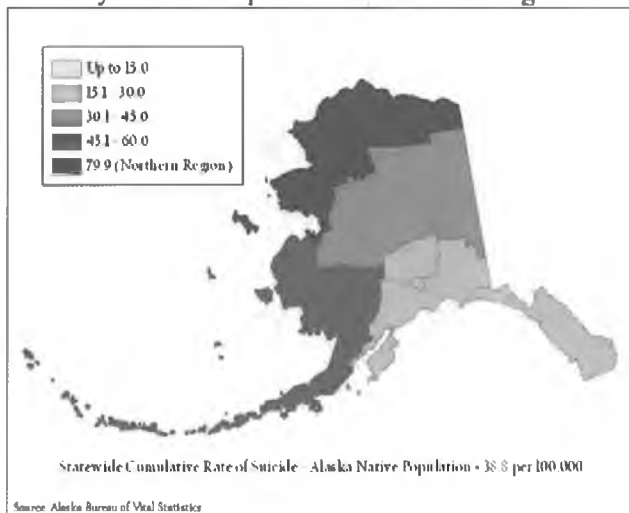 Up to 15.0
15.1 - 30.0
30.1 - 45.0
45.1 - 60.0
79.9 (Northern Region)
Statewide Cumulative Rate of Suicide - Alaska Native Population • 38.8 per 100,000
Source Alaska Bureau of Vital Statistics